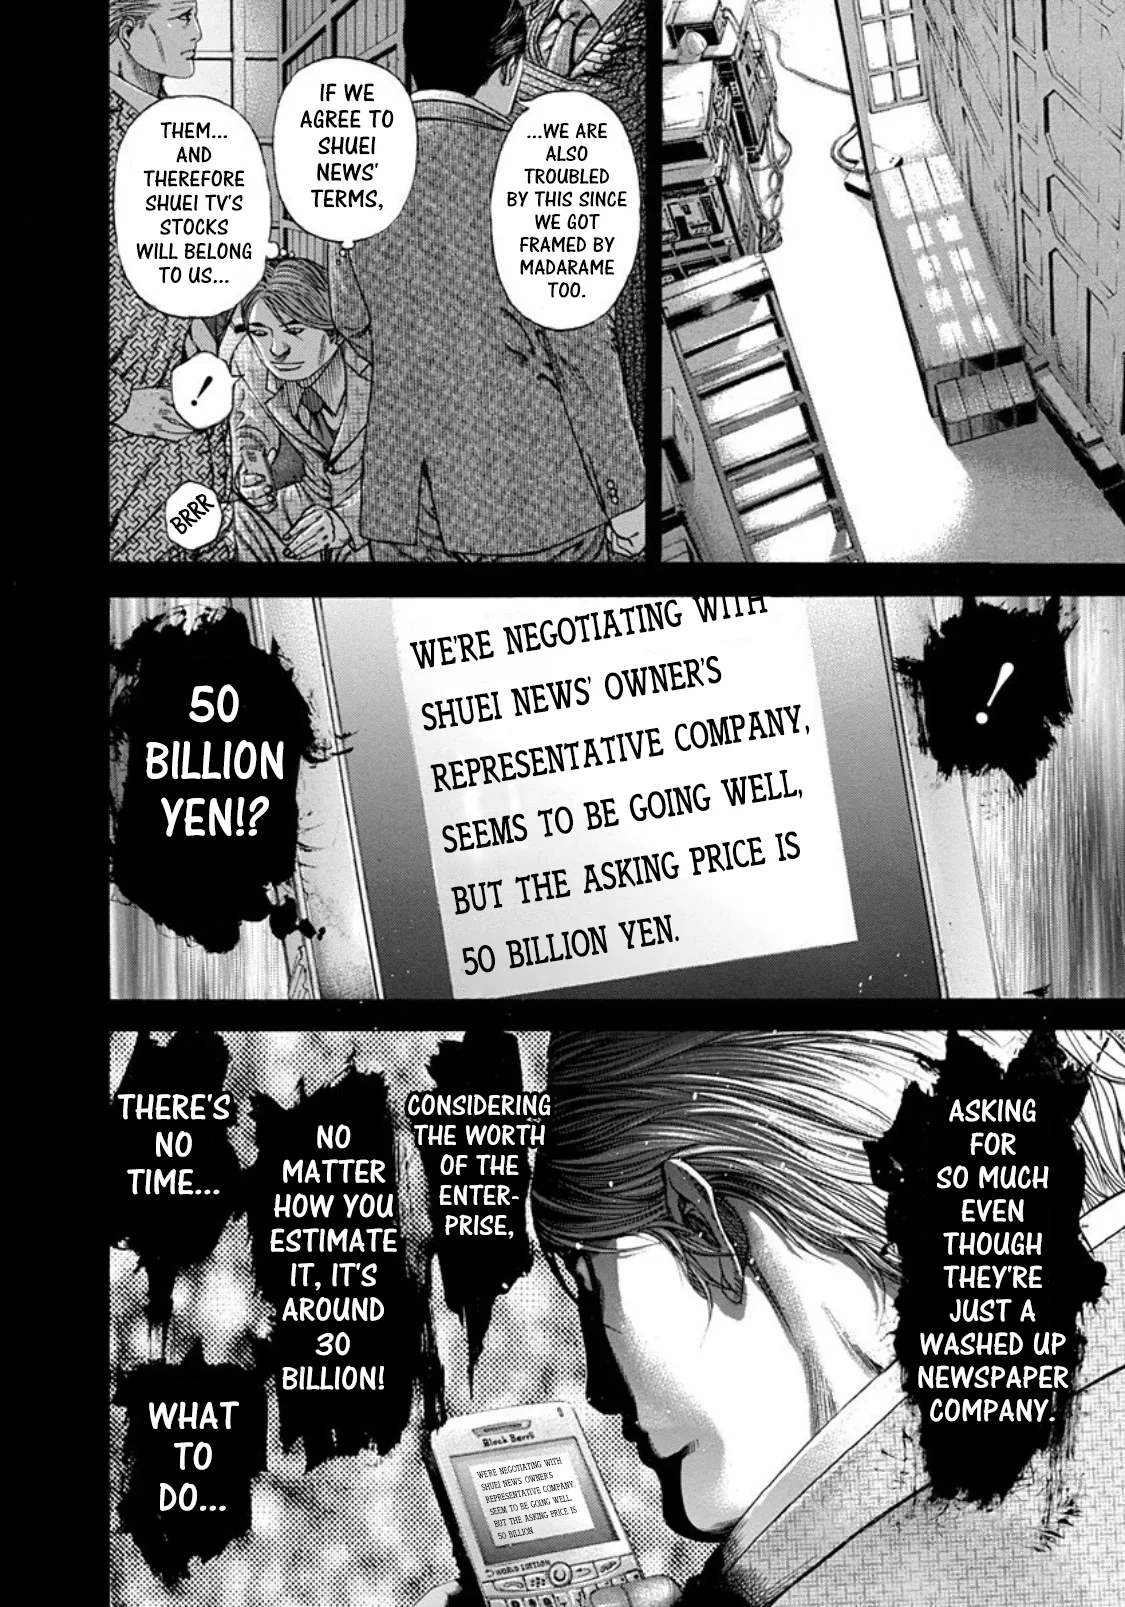 ...WE ARE
ALSO
TROUBLED
BY THIS SINCE
WE GOT
FRAMED BY
MADARAME
TOO.
IF WE
AGREE TO
SHUEI
NEWS'
TERMS,
THEM...
AND
THEREFORE
SHUEI TV'S
STOCKS
WILL BELONG
TO US...
!
BRRR
!
WE'RE NEGOTIATING WITH
SHUEI NEWS' OWNER'S
REPRESENTATIVE COMPANY,
SEEMS TO BE GOING WELL,
BUT THE ASKING PRICE IS
50 BILLION YEN.
50
BILLION
YEN!?
ASKING
FOR
SO MUCH
EVEN
THOUGH
THEY'RE
JUST A
WASHED UP
NEWSPAPER
COMPANY.
CONSIDERING
THE WORTH
OF THE
ENTER-
PRISE,
NO
MATTER
HOW YOU
ESTIMATE
IT, IT'S
AROUND
30
BILLION!
THERE'S
NO
TIME...
WHAT
TO
DO...
Black Berrü
WE'RE NEGOTIATING WITH
SHUEI NEWS OWNER'S
REPRESENTATIVE COMPANY.
SEEM TO BE GOING WELL,
BUT THE ASKING PRICE IS
50 BILLION
WORLD EDITION